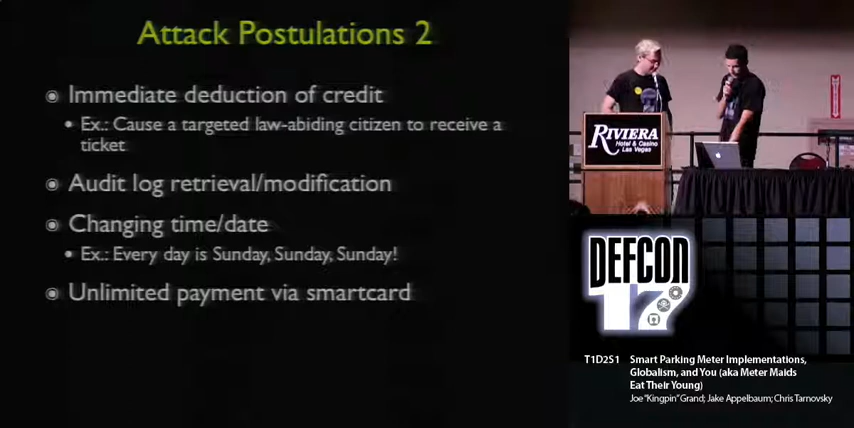 Attack Postulations 2
Immediate deduction of credit
Ex.: Cause a targeted law-abiding citizen to receive a
ticket
Audit log retrieval/modification
Changing time/date
Ex.: Every day is Sunday, Sunday, Sunday!
Unlimited payment via smartcard
RIVIERA
Hotel & Casino
Las Vegas
DEFCON
17
T1D2S1 Smart Parking Meter Implementations,
Globalism, and You (aka Meter Maids
Eat Their Young)
Joe "Kingpin" Grand; Jake Appelbaum; Chris Tarnovsky